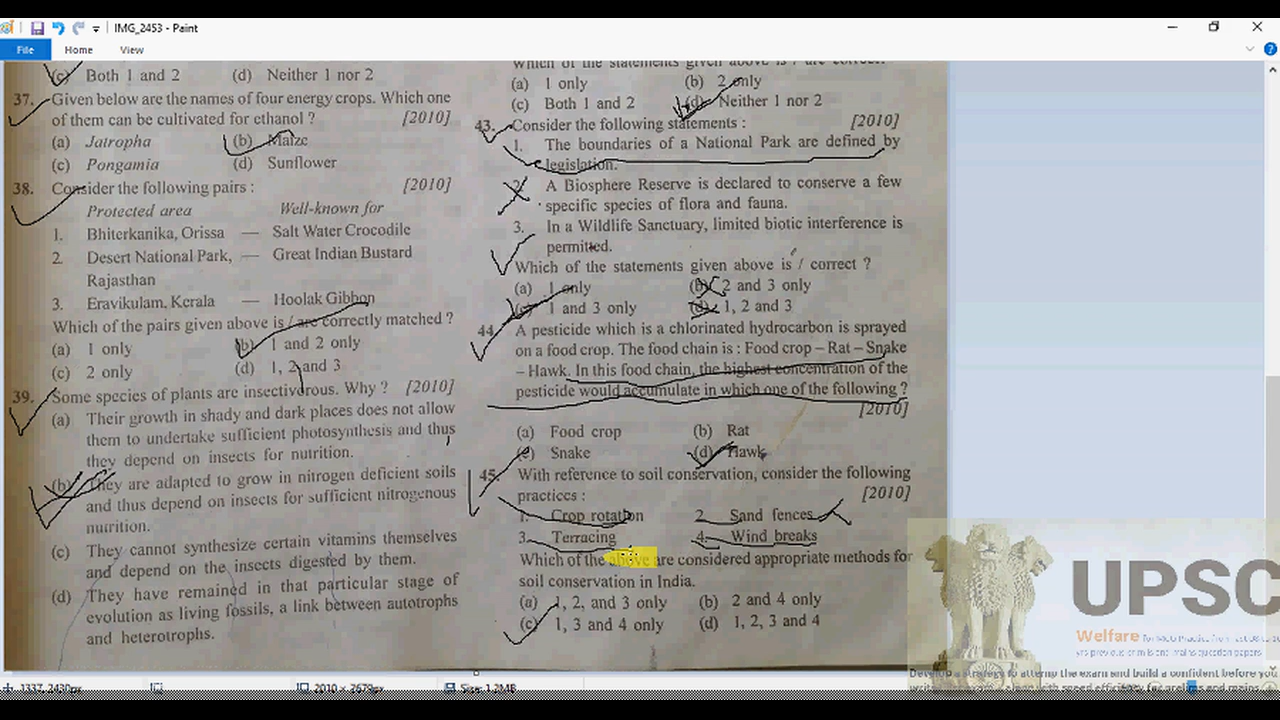 IMG_2453 - Paint
File Home View
(c) Both 1 and 2 (d) Neither 1 nor 2
37. Given below are the names of four energy crops. Which one
of them can be cultivated for ethanol ? [2010]
(a) Jatropha (b) Maize
(c) Pongamia (d) Sunflower
38. Consider the following pairs : [2010]
Protected area Well-known for
1. Bhiterkanika, Orissa — Salt Water Crocodile
2. Desert National Park, — Great Indian Bustard
Rajasthan
3. Eravikulam, Kerala — Hoolak Gibbon
Which of the pairs given above is / are correctly matched ?
(a) 1 only (b) 1 and 2 only
(c) 2 only (d) 1, 2 and 3
39. Some species of plants are insectivorous. Why ? [2010]
(a) Their growth in shady and dark places does not allow
them to undertake sufficient photosynthesis and thus
they depend on insects for nutrition.
(b) They are adapted to grow in nitrogen deficient soils
and thus depend on insects for sufficient nitrogenous
nutrition.
(c) They cannot synthesize certain vitamins themselves
and depend on the insects digested by them.
(d) They have remained in that particular stage of
evolution as living fossils, a link between autotrophs
and heterotrophs.
Which of the statements given above is / are correct?
(a) 1 only (b) 2 only
(c) Both 1 and 2 (d) Neither 1 nor 2
43. Consider the following statements : [2010]
1. The boundaries of a National Park are defined by
legislation.
2. A Biosphere Reserve is declared to conserve a few
specific species of flora and fauna.
3. In a Wildlife Sanctuary, limited biotic interference is
permitted.
Which of the statements given above is / correct ?
(a) 1 only (b) 2 and 3 only
(c) 1 and 3 only (d) 1, 2 and 3
44. A pesticide which is a chlorinated hydrocarbon is sprayed
on a food crop. The food chain is : Food crop – Rat – Snake
– Hawk. In this food chain, the highest concentration of the
pesticide would accumulate in which one of the following ?
[2010]
(a) Food crop (b) Rat
(c) Snake (d) Hawk
45. With reference to soil conservation, consider the following
practices : [2010]
1. Crop rotation 2. Sand fences
3. Terracing 4. Wind breaks
Which of the above are considered appropriate methods for
soil conservation in India.
(a) 1, 2, and 3 only (b) 2 and 4 only
(c) 1, 3 and 4 only (d) 1, 2, 3 and 4
UPSC
Welfare
1337, 2430px 2010 × 2679px Size: 1.2MB